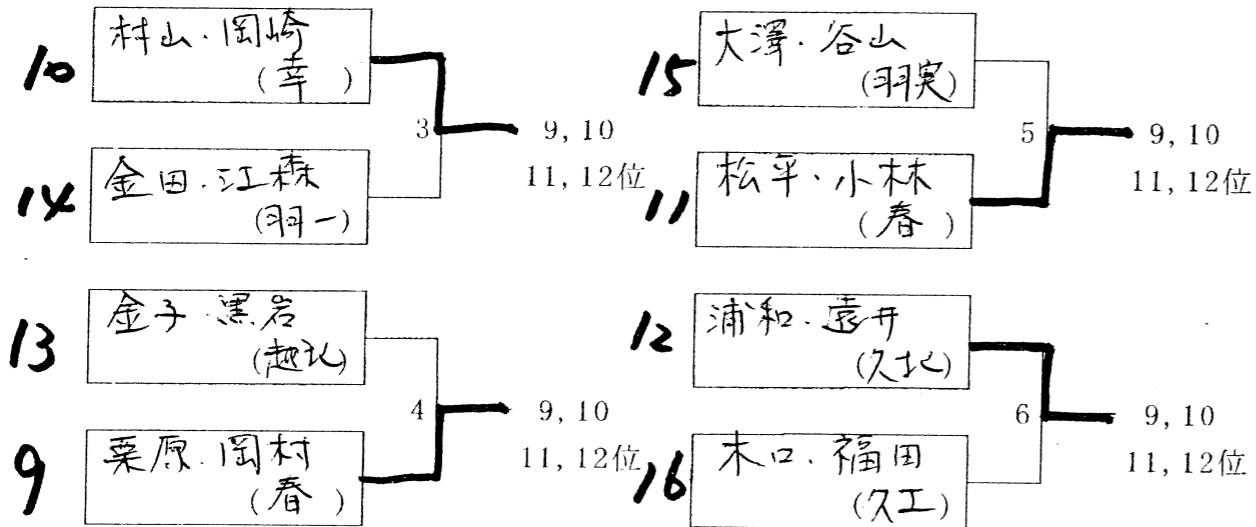 10
村山・岡崎
(幸)
3
9, 10
11, 12位
14
金田・江森
(羽一)
13
金子・黒岩
(越北)
4
9, 10
11, 12位
9
栗原・岡村
(春)
15
大澤・谷山
(羽実)
5
9, 10
11, 12位
11
松平・小林
(春)
12
浦和・遠井
(久北)
6
9, 10
11, 12位
16
木口・福田
(久工)